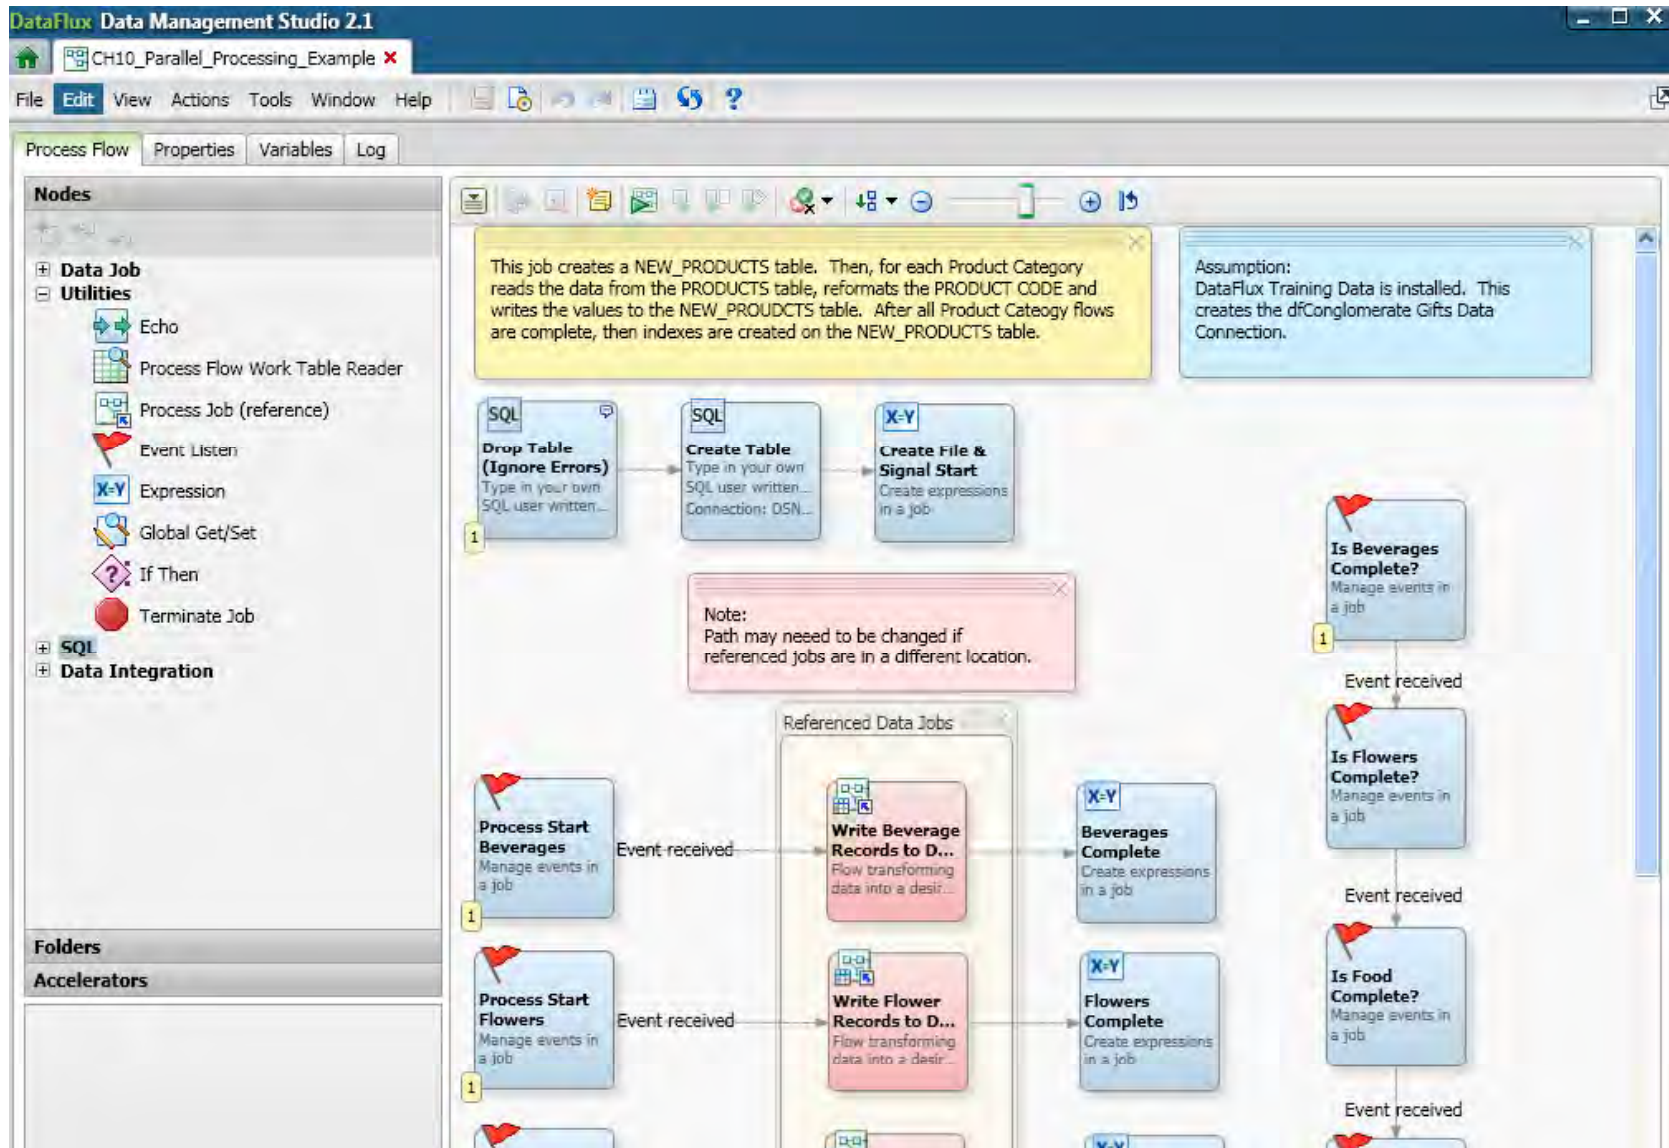 DataFlux Data Management Studio 2.1
CH10_Parallel_Processing_Example
File Edit View Actions Tools Window Help
Process Flow Properties Variables Log
Nodes
Data Job
Utilities
Echo
Process Flow Work Table Reader
Process Job (reference)
Event Listen
X=Y Expression
Global Get/Set
If Then
Terminate Job
SQL
Data Integration
Folders
Accelerators
This job creates a NEW_PRODUCTS table. Then, for each Product Category
reads the data from the PRODUCTS table, reformats the PRODUCT CODE and
writes the values to the NEW_PROUDCTS table. After all Product Cateogy flows
are complete, then indexes are created on the NEW_PRODUCTS table.
Assumption:
DataFlux Training Data is installed. This
creates the dfConglomerate Gifts Data
Connection.
SQL
Drop Table
(Ignore Errors)
Type in your own
SQL user written...
1
SQL
Create Table
Type in your own
SQL user written...
Connection: DSN...
X=Y
Create File &
Signal Start
Create expressions
in a job
Note:
Path may neeed to be changed if
referenced jobs are in a different location.
Referenced Data Jobs
Process Start
Beverages
Manage events in
a job
1
Event received
Write Beverage
Records to D...
Flow transforming
data into a desir...
X=Y
Beverages
Complete
Create expressions
in a job
Process Start
Flowers
Manage events in
a job
1
Event received
Write Flower
Records to D...
Flow transforming
data into a desir...
X=Y
Flowers
Complete
Create expressions
in a job
X=Y
Is Beverages
Complete?
Manage events in
a job
1
Event received
Is Flowers
Complete?
Manage events in
a job
Event received
Is Food
Complete?
Manage events in
a job
Event received